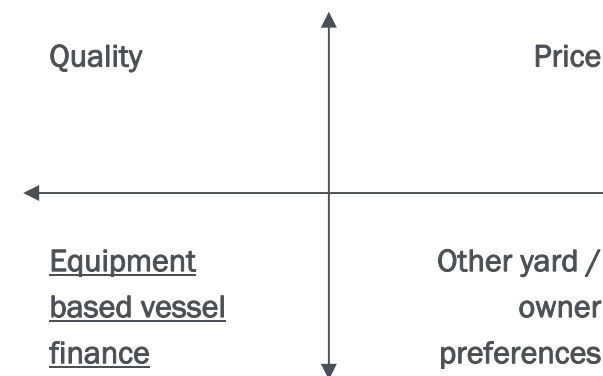 Quality
Price
Equipment
based vessel
finance
Other yard /
owner
preferences